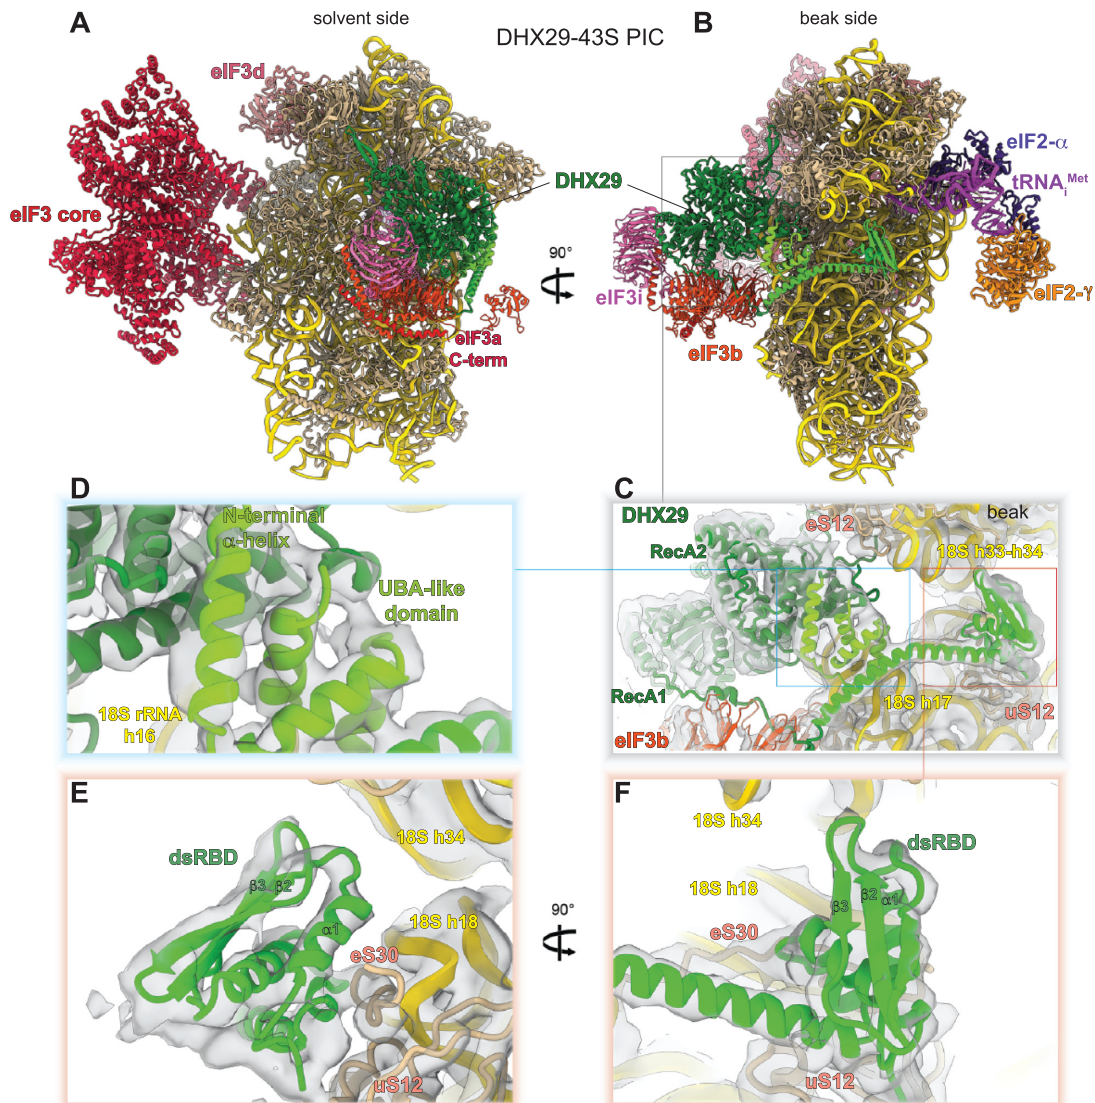 A
solvent side
DHX29-43S PIC
B
beak side
eIF3d
eIF3 core
DHX29
eIF3a
C-term
90°
eIF2-α
tRNAiMet
eIF2-γ
eIF3i
eIF3b
D
N-terminal
α-helix
UBA-like
domain
18S rRNA
h16
C
DHX29
eS12
beak
RecA2
18S h33-h34
RecA1
18S h17
uS12
eIF3b
E
dsRBD
18S h34
β3
β2
α1
18S h18
eS30
uS12
90°
F
18S h34
dsRBD
18S h18
β3
β2
α1
eS30
uS12